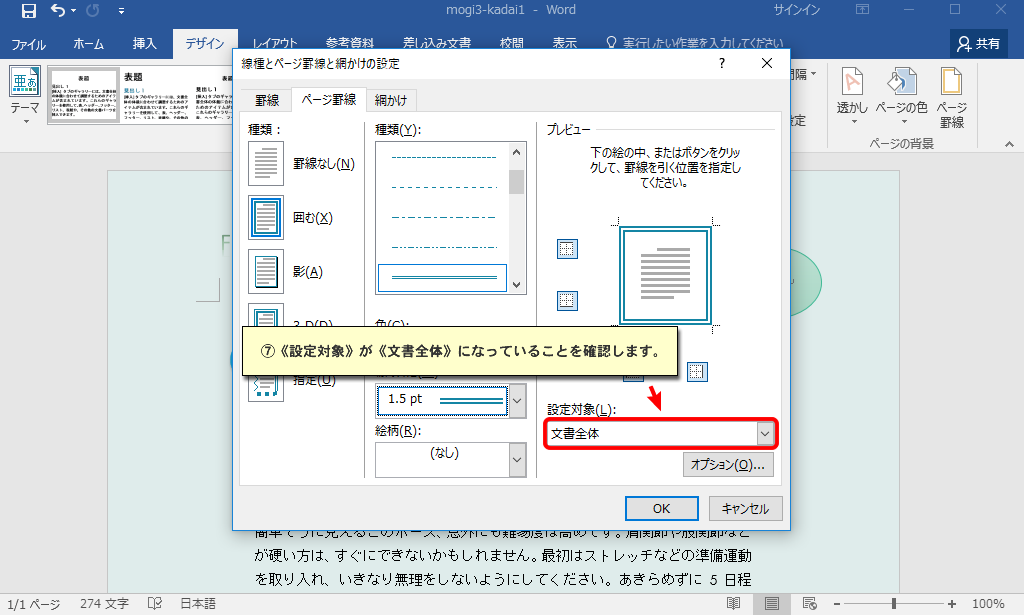 mogi3-kadai1 - Word
サインイン
ファイル
ホーム
挿入
デザイン
レイアウト
参考資料
差し込み文書
校閲
表示
実行したい作業を入力してください
共有
線種とページ罫線と網かけの設定
?
テーマ
表題
表題
見出し 1
見出し 1
間隔
透かし
ページの色
ページ
罫線
ページの背景
罫線
ページ罫線
網かけ
種類：
罫線なし(N)
囲む(X)
影(A)
3-D(D)
指定(U)
種類(Y):
色(C):
1.5 pt
絵柄(R):
(なし)
プレビュー
下の絵の中、またはボタンをクリッ
クして、罫線を引く位置を指定し
てください。
⑦《設定対象》が《文書全体》になっていることを確認します。
設定対象(L):
文書全体
オプション(O)...
OK
キャンセル
簡単そうに見えるこのポーズ、意外にも難易度は高めです。肩関節や股関節など
が硬い方は、すぐにできないかもしれません。最初はストレッチなどの準備運動
を取り入れ、いきなり無理をしないようにしてください。あきらめずに 5 日程
1/1 ページ
274 文字
日本語
100%